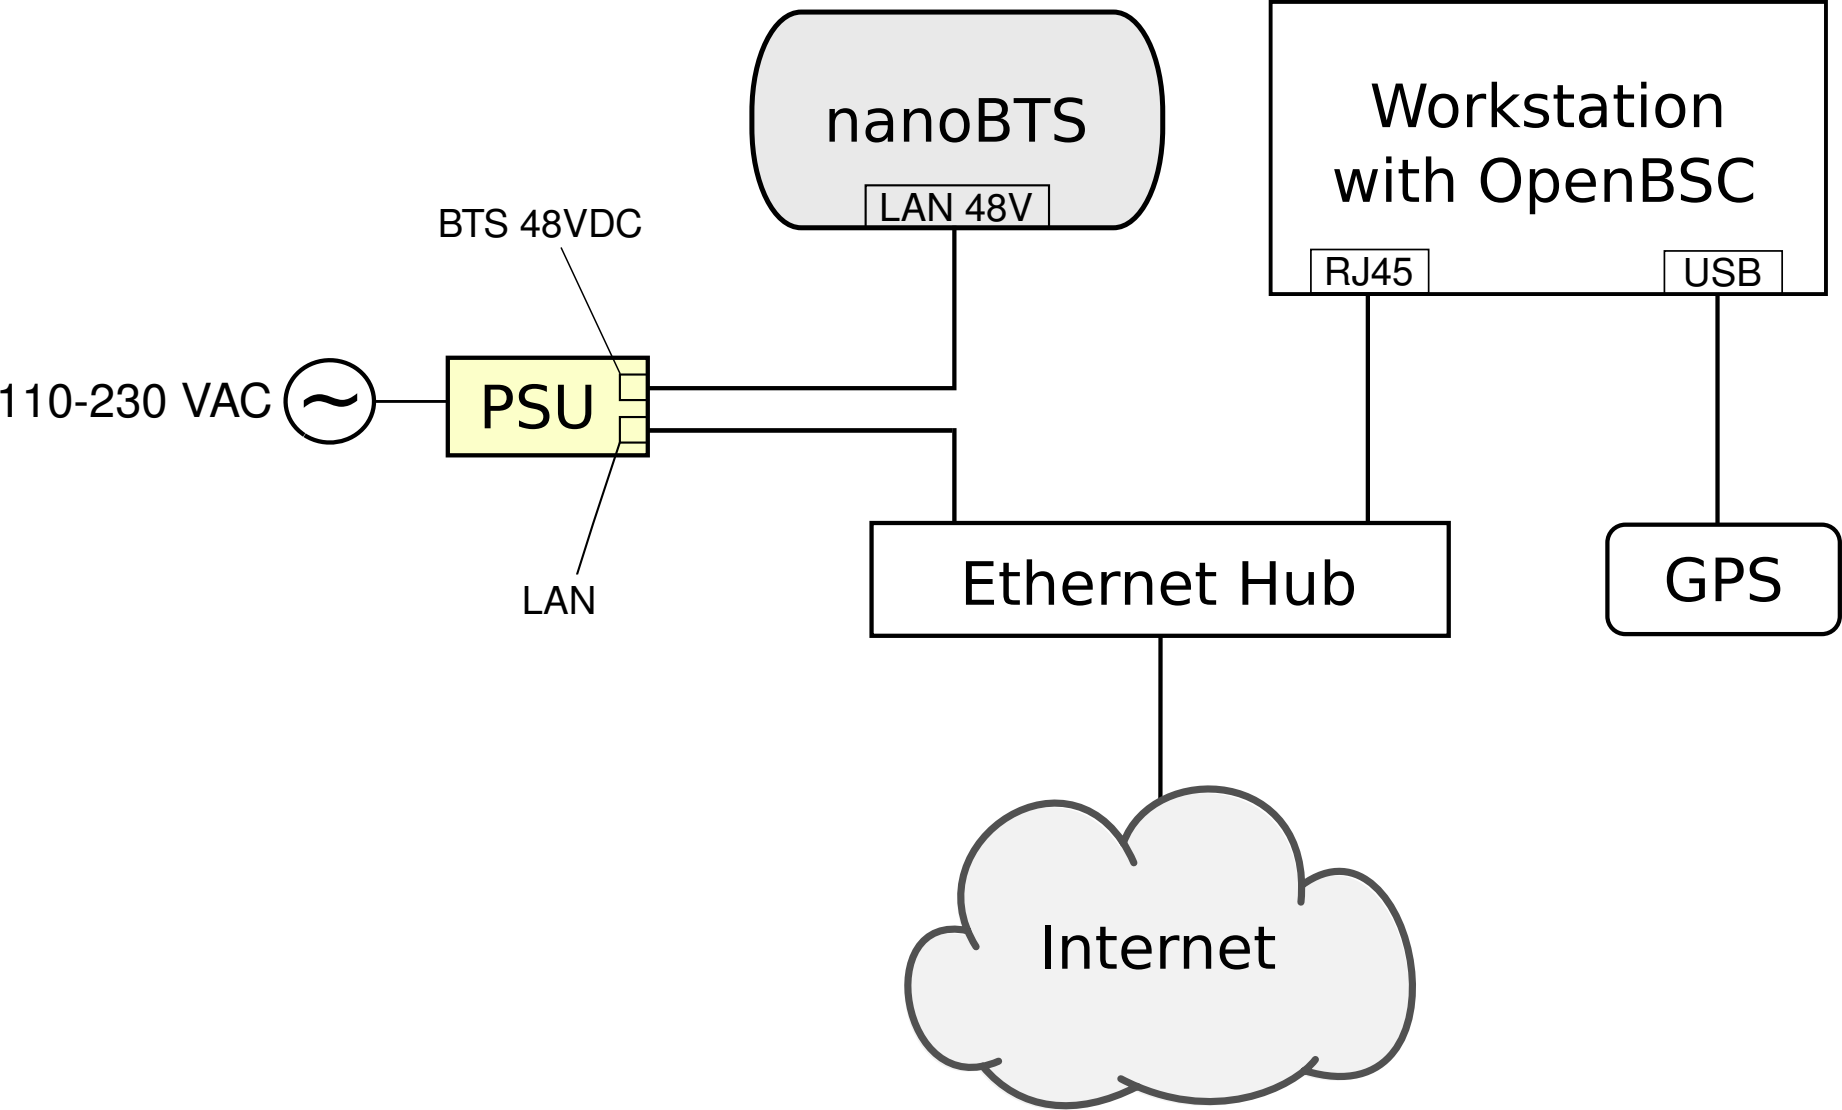 nanoBTS
LAN 48V
Workstation
with OpenBSC
RJ45
USB
BTS 48VDC
110-230 VAC
~
PSU
LAN
Ethernet Hub
GPS
Internet